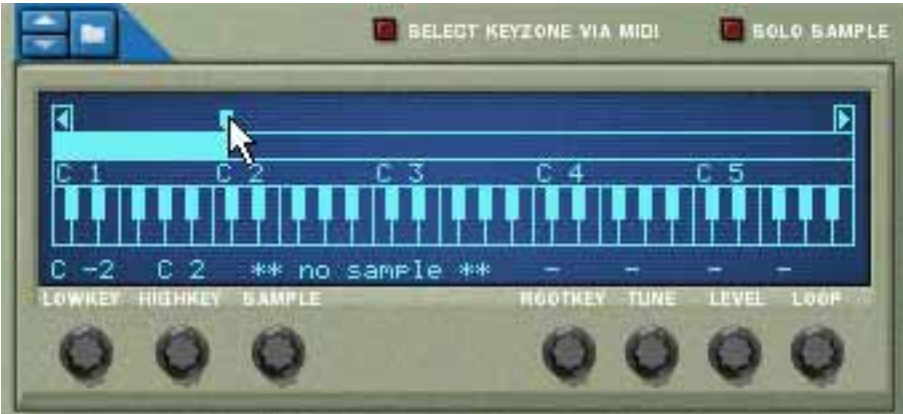 SELECT KEYZONE VIA MIDI SOLO SAMPLE
C 1 C 2 C 3 C 4 C 5
C -2 C 2 ** no sample ** - - - -
LOWKEY HIGHKEY SAMPLE ROOTKEY TUNE LEVEL LOOP